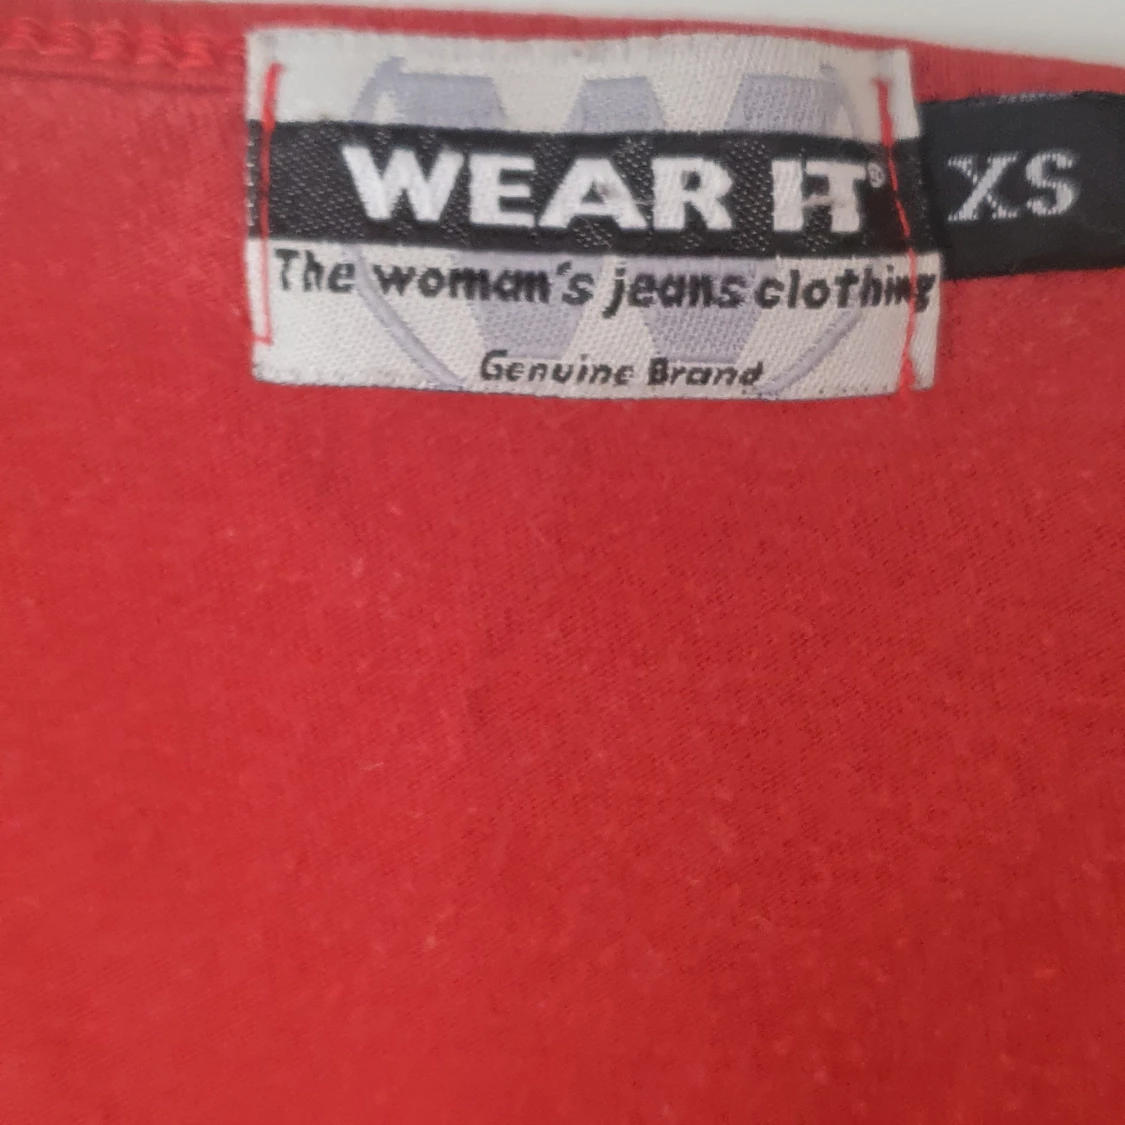 WEAR IT®
XS
The woman's jeans clothing
Genuine Brand